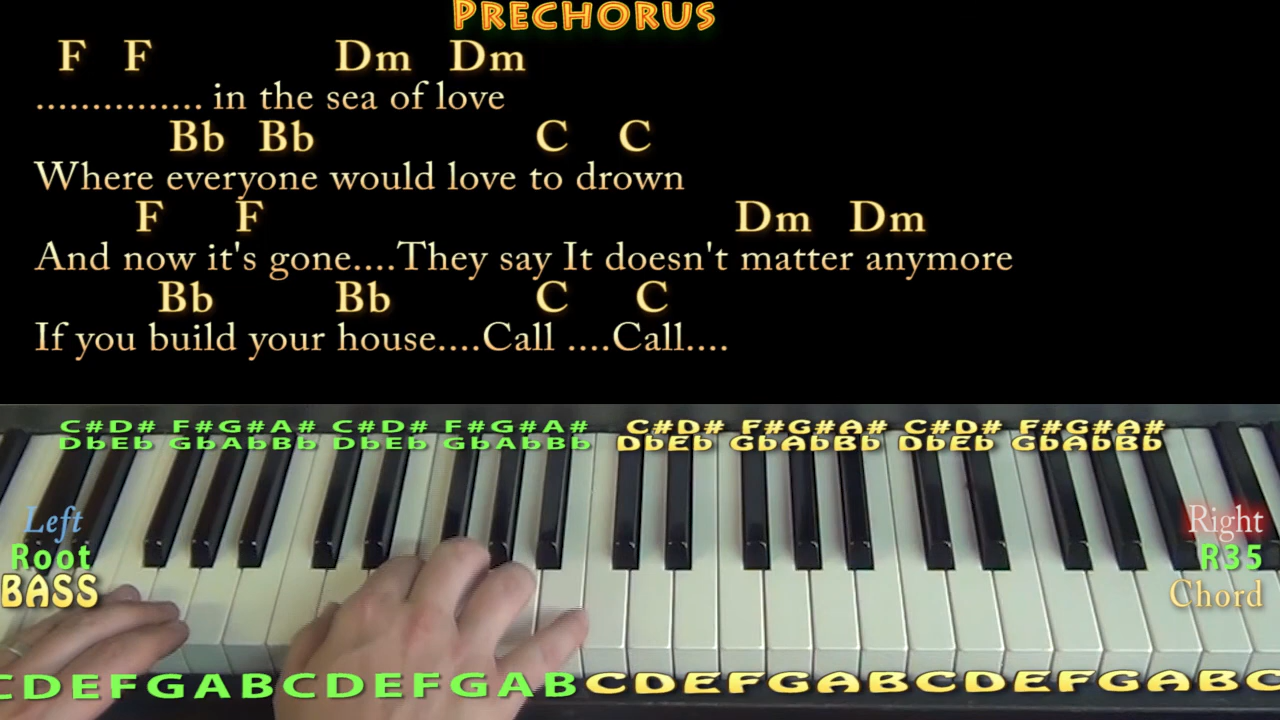 PRECHORUS
F F Dm Dm
............... in the sea of love
Bb Bb C C
Where everyone would love to drown
F F Dm Dm
And now it's gone....They say It doesn't matter anymore
Bb Bb C C
If you build your house....Call ....Call....
C#D# F#G#A# C#D# F#G#A# C#D# F#G#A# C#D# F#G#A#
DbEb GbAbBb DbEb GbAbBb DbEb GbAbBb DbEb GbAbBb
Left
Root
BASS
Right
R35
Chord
CDEFGABCDEFGABCDEFGABCDEFGABC